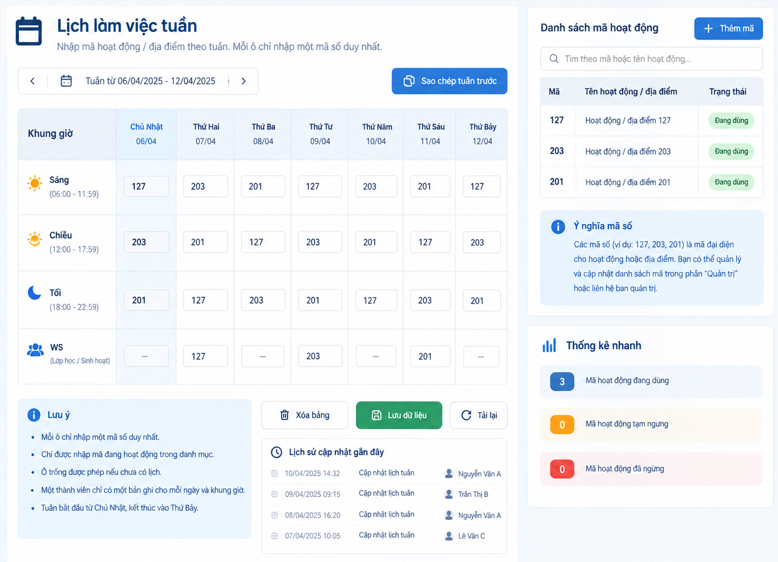 Lịch làm việc tuần
Nhập mã hoạt động / địa điểm theo tuần. Mỗi ô chỉ nhập một mã số duy nhất.
Tuần từ 06/04/2025 - 12/04/2025
Sao chép tuần trước
Khung giờ
Chủ Nhật 06/04
Thứ Hai 07/04
Thứ Ba 08/04
Thứ Tư 09/04
Thứ Năm 10/04
Thứ Sáu 11/04
Thứ Bảy 12/04
Sáng
(06:00 - 11:59)
127 203 201 127 203 201 127
Chiều
(12:00 - 17:59)
203 201 127 203 201 127 203
Tối
(18:00 - 22:59)
201 127 203 201 127 203 201
WS
(Lớp học / Sinh hoạt)
— 127 — 203 — 201 —
Lưu ý
• Mỗi ô chỉ nhập một mã số duy nhất.
• Chỉ được nhập mã đang hoạt động trong danh mục.
• Ô trống được phép nếu chưa có lịch.
• Một thành viên chỉ có một bản ghi cho mỗi ngày và khung giờ.
• Tuần bắt đầu từ Chủ Nhật, kết thúc vào Thứ Bảy.
Xóa bảng
Lưu dữ liệu
Tải lại
Lịch sử cập nhật gần đây
10/04/2025 14:32 Cập nhật lịch tuần Nguyễn Văn A
09/04/2025 09:15 Cập nhật lịch tuần Trần Thị B
08/04/2025 16:20 Cập nhật lịch tuần Nguyễn Văn A
07/04/2025 10:05 Cập nhật lịch tuần Lê Văn C
Danh sách mã hoạt động
+ Thêm mã
Tìm theo mã hoặc tên hoạt động...
Mã Tên hoạt động / địa điểm Trạng thái
127 Hoạt động / địa điểm 127 Đang dùng
203 Hoạt động / địa điểm 203 Đang dùng
201 Hoạt động / địa điểm 201 Đang dùng
Ý nghĩa mã số
Các mã số (ví dụ: 127, 203, 201) là mã đại diện
cho hoạt động hoặc địa điểm. Bạn có thể quản lý
và cập nhật danh sách mã trong phần "Quản trị"
hoặc liên hệ ban quản trị.
Thống kê nhanh
3 Mã hoạt động đang dùng
0 Mã hoạt động tạm ngưng
0 Mã hoạt động đã ngừng